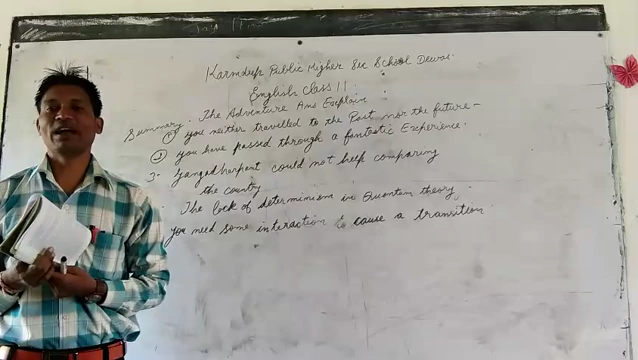 Karmdeep Public Higher Sec School Dewas
English Class 11
Summary. The Adventure Ans Explain
① you neither travelled to the Past nor the future-
② you have passed through a fantastic Experience.
3. Gangadharpant could not help comparing
the country
The lack of determinism in Quantum theory
you need some interaction to cause a transition